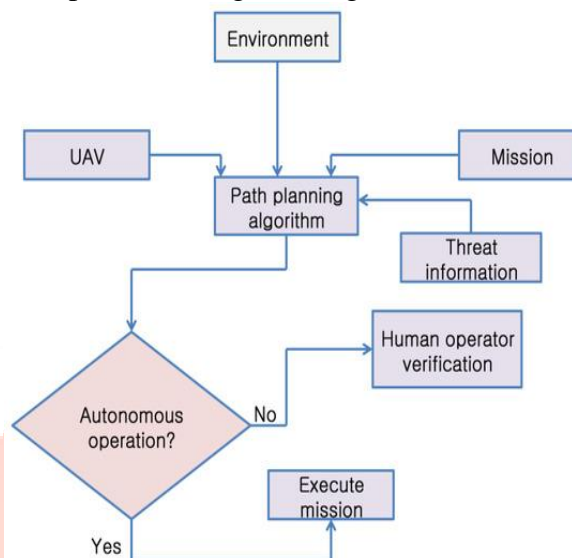 Environment
UAV
Mission
Path planning
algorithm
Threat
information
Human operator
verification
Autonomous
operation?
No
Execute
mission
Yes